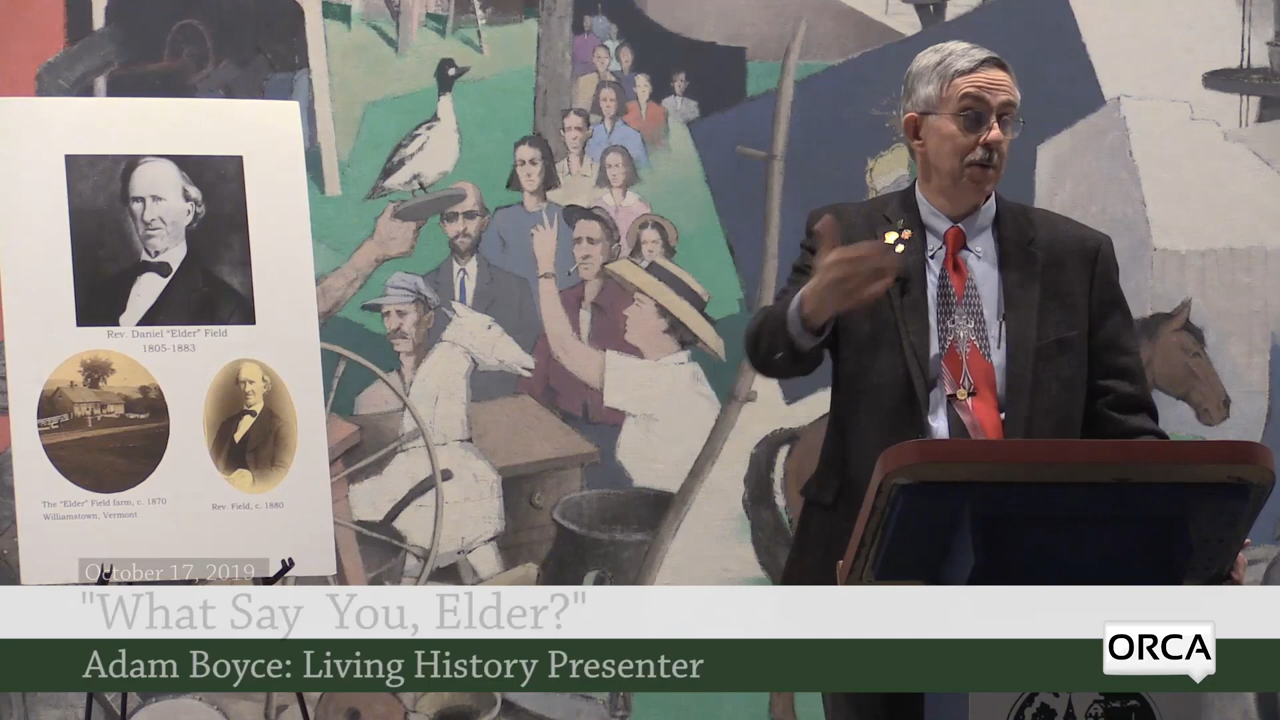 Rev. Daniel "Elder" Field
1805-1883
The "Elder" Field farm, c. 1870
Williamstown, Vermont
Rev. Field, c. 1880
October 17, 2019
"What Say You, Elder?"
Adam Boyce: Living History Presenter
ORCA